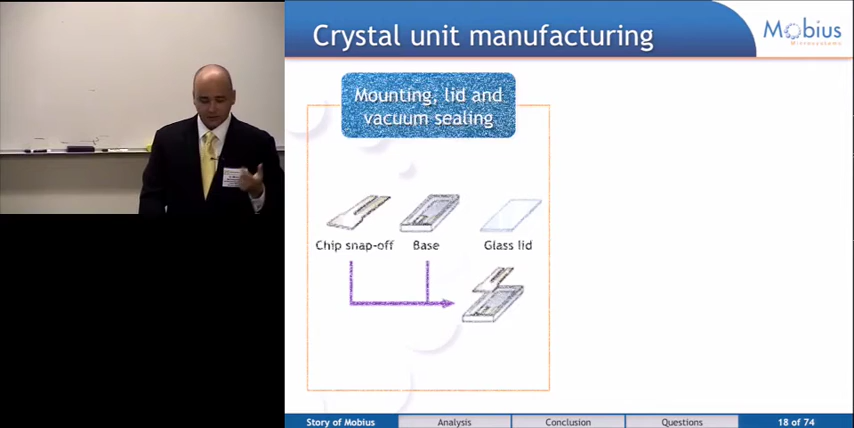 Crystal unit manufacturing
Mobius
Microsystems
Mounting, lid and
vacuum sealing
Chip snap-off
Base
Glass lid
Story of Mobius
Analysis
Conclusion
Questions
18 of 74